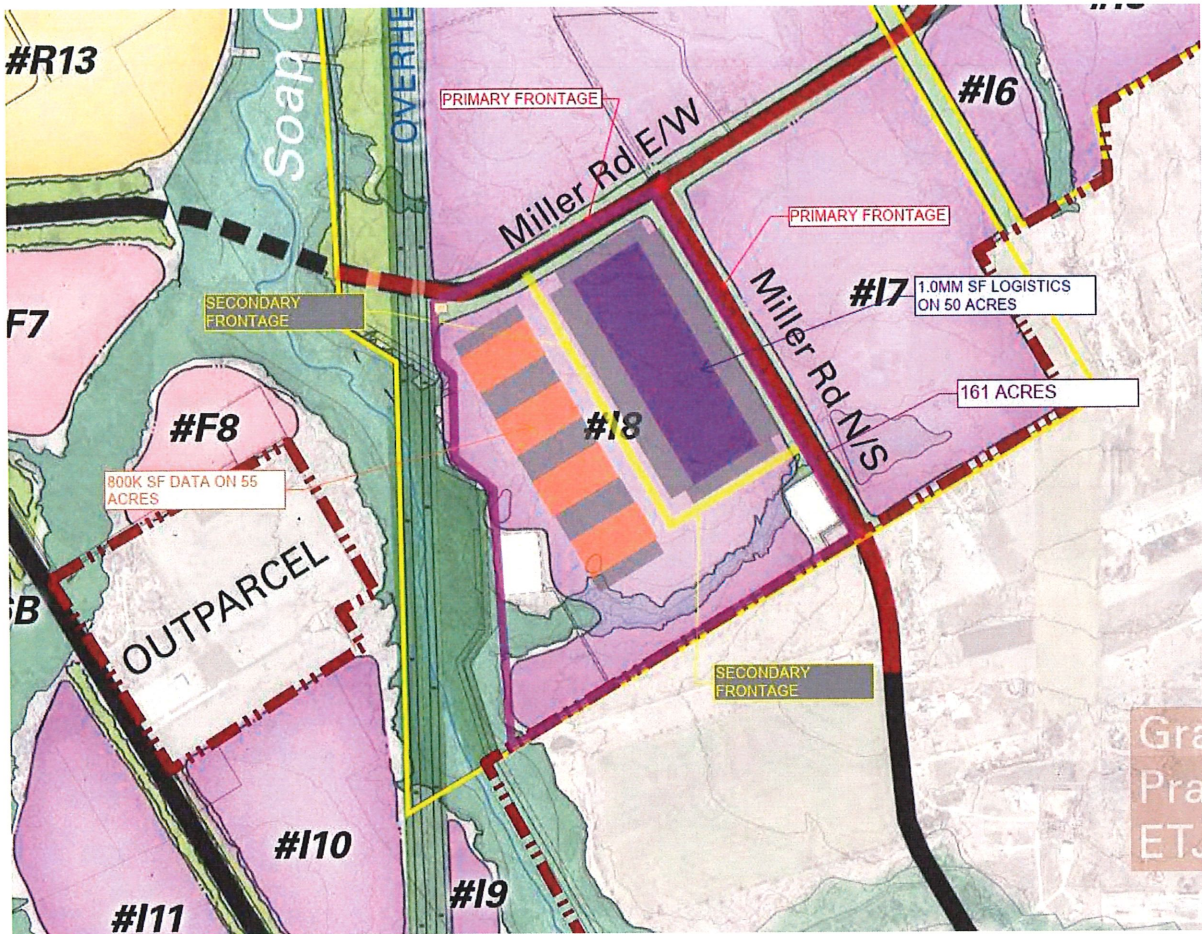 #R13
Soap C
OVERHE
PRIMARY FRONTAGE
Miller Rd E/W
#I6
PRIMARY FRONTAGE
#I7
1.0MM SF LOGISTICS
ON 50 ACRES
SECONDARY
FRONTAGE
Miller Rd N/S
F7
161 ACRES
#F8
#I8
800K SF DATA ON 55
ACRES
OUTPARCEL
SECONDARY
FRONTAGE
Gra
Pra
ETJ
#I10
#I9
#I11